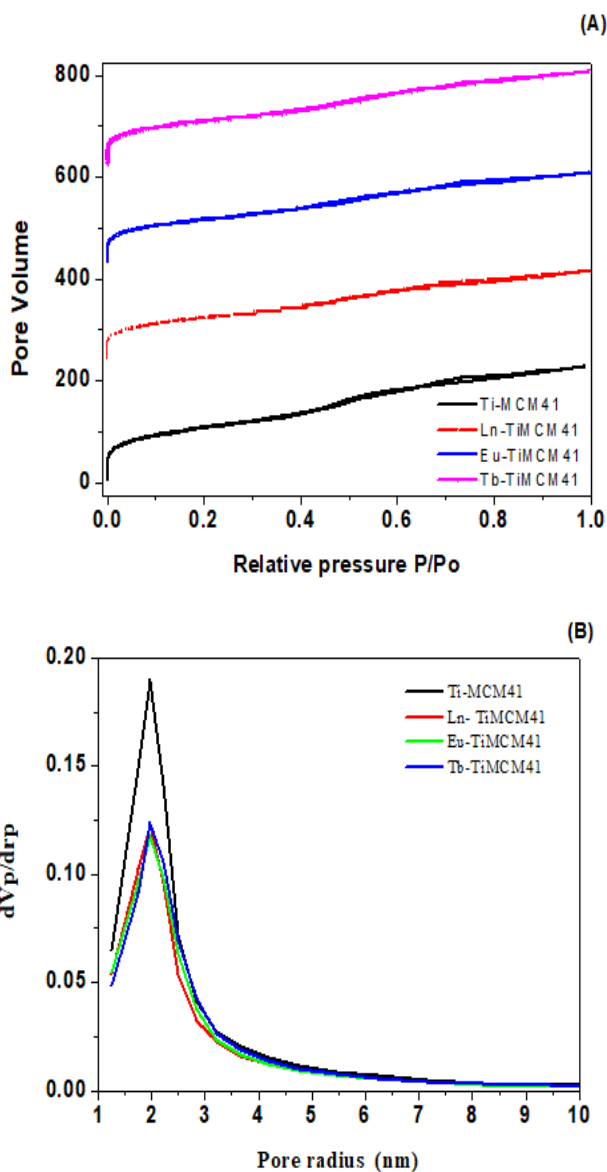 (A)
800
600
400
200
0
Pore Volume
Ti-MCM41
Ln-TiMCM41
Eu-TiMCM41
Tb-TiMCM41
0.0 0.2 0.4 0.6 0.8 1.0
Relative pressure P/Po
(B)
0.20
0.15
0.10
0.05
0.00
dVp/drp
Ti-MCM41
Ln- TiMCM41
Eu-TiMCM41
Tb-TiMCM41
1 2 3 4 5 6 7 8 9 10
Pore radius (nm)